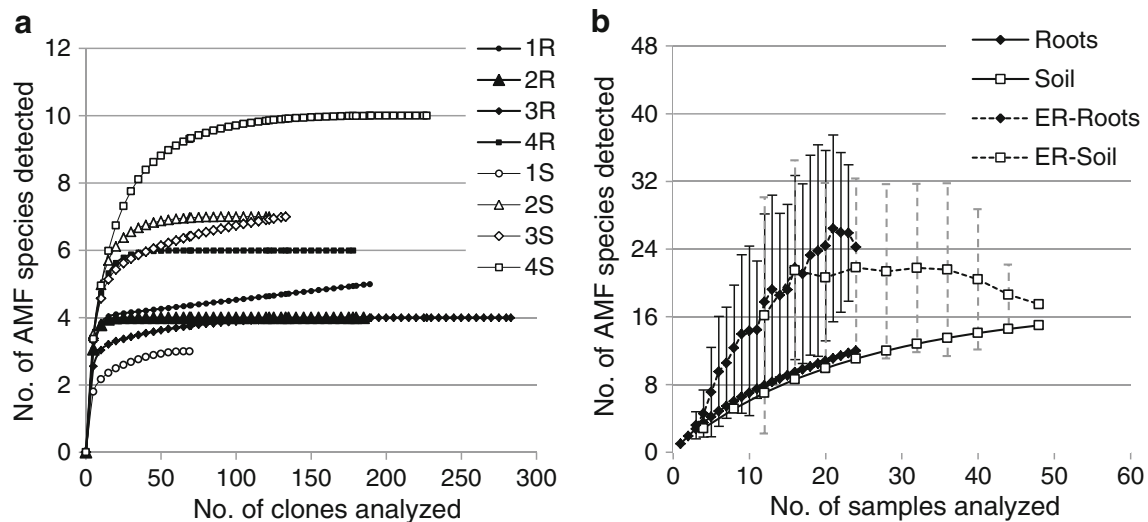 a
No. of AMF species detected
12
10
8
6
4
2
0
0 50 100 150 200 250 300
No. of clones analyzed
1R
2R
3R
4R
1S
2S
3S
4S
b
No. of AMF species detected
48
40
32
24
16
8
0
0 10 20 30 40 50 60
No. of samples analyzed
Roots
Soil
ER-Roots
ER-Soil